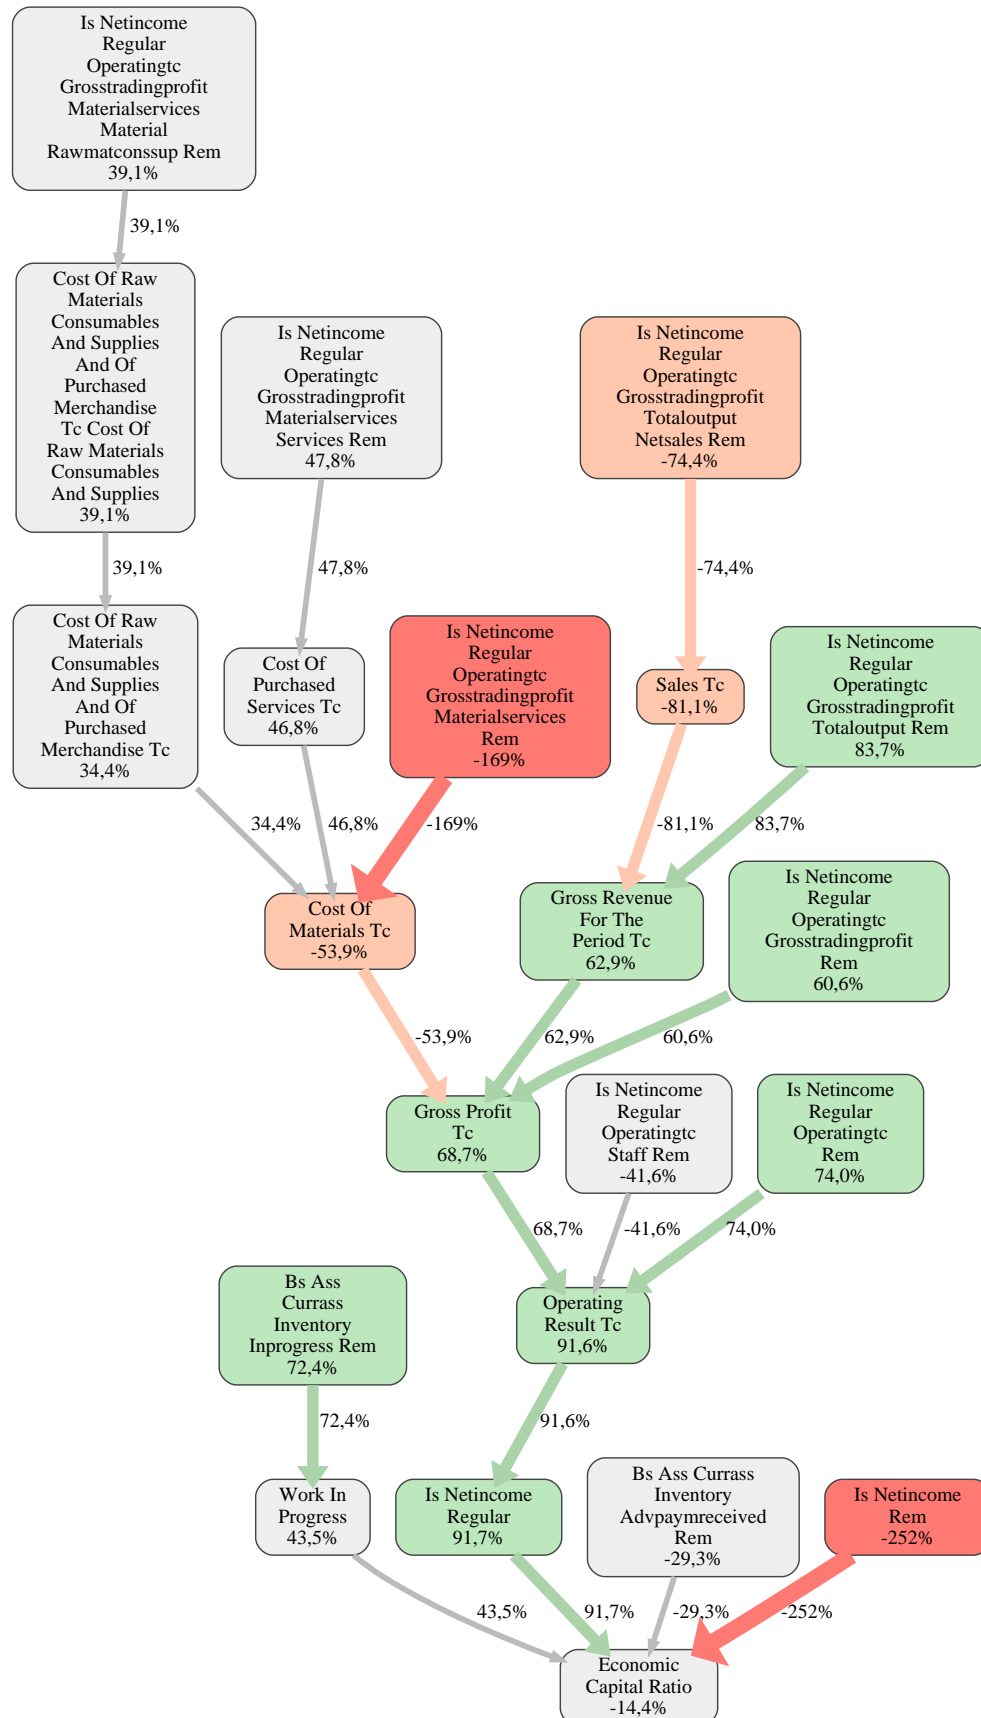 Is Netincome
Regular
Operatingtc
Grosstradingprofit
Materialservices
Material
Rawmatconssup Rem
39,1%
39,1%
Cost Of Raw
Materials
Consumables
And Supplies
And Of
Purchased
Merchandise
Tc Cost Of
Raw Materials
Consumables
And Supplies
39,1%
Is Netincome
Regular
Operatingtc
Grosstradingprofit
Materialservices
Services Rem
47,8%
Is Netincome
Regular
Operatingtc
Grosstradingprofit
Totaloutput
Netsales Rem
-74,4%
39,1%
47,8%
-74,4%
Cost Of Raw
Materials
Consumables
And Supplies
And Of
Purchased
Merchandise Tc
34,4%
Cost Of
Purchased
Services Tc
46,8%
Is Netincome
Regular
Operatingtc
Grosstradingprofit
Materialservices
Rem
-169%
Sales Tc
-81,1%
Is Netincome
Regular
Operatingtc
Grosstradingprofit
Totaloutput Rem
83,7%
34,4%
46,8%
-169%
-81,1%
83,7%
Cost Of
Materials Tc
-53,9%
Gross Revenue
For The
Period Tc
62,9%
Is Netincome
Regular
Operatingtc
Grosstradingprofit
Rem
60,6%
-53,9%
62,9%
60,6%
Gross Profit
Tc
68,7%
Is Netincome
Regular
Operatingtc
Staff Rem
-41,6%
Is Netincome
Regular
Operatingtc
Rem
74,0%
68,7%
-41,6%
74,0%
Bs Ass
Currass
Inventory
Inprogress Rem
72,4%
Operating
Result Tc
91,6%
72,4%
91,6%
Work In
Progress
43,5%
Is Netincome
Regular
91,7%
Bs Ass Currass
Inventory
Advpaymreceived
Rem
-29,3%
Is Netincome
Rem
-252%
43,5%
91,7%
-29,3%
-252%
Economic
Capital Ratio
-14,4%